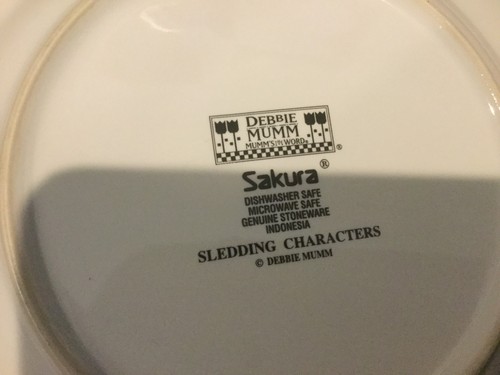 DEBBIE
MUMM
MUMM'S THE WORD®
Sakura®
DISHWASHER SAFE
MICROWAVE SAFE
GENUINE STONEWARE
INDONESIA
SLEDDING CHARACTERS
© DEBBIE MUMM